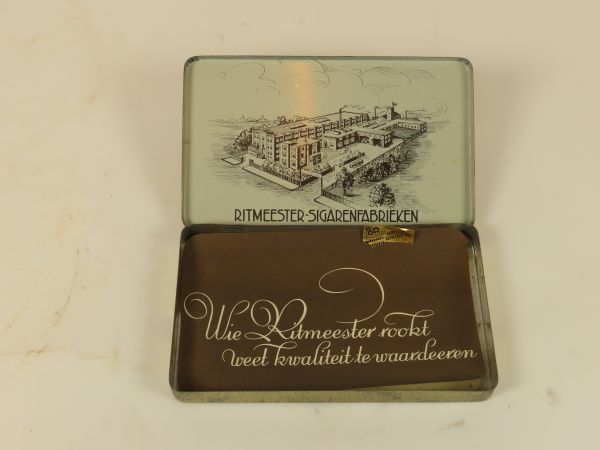 RITMEESTER-SIGARENFABRIEKEN
Wie Ritmeester rookt
weet kwaliteit te waardeeren